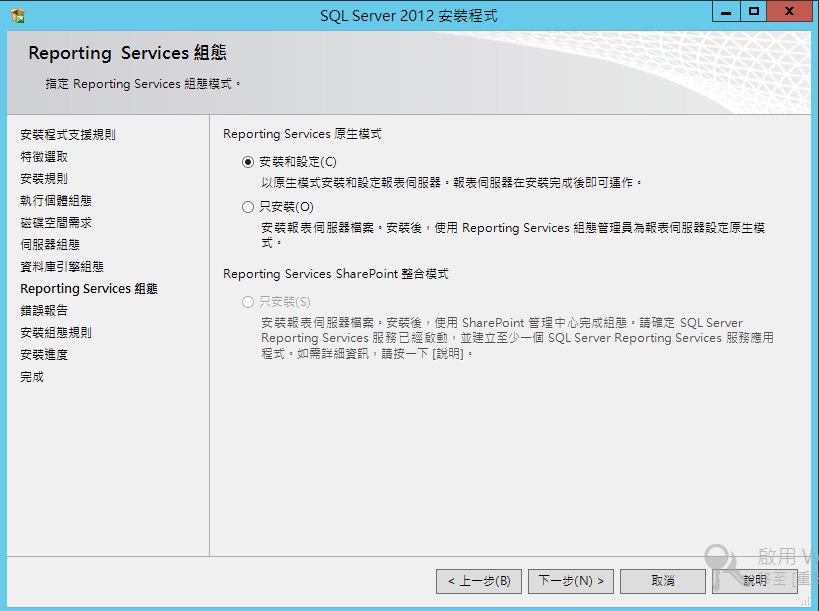 SQL Server 2012 安裝程式
Reporting Services 組態
指定 Reporting Services 組態模式。
安裝程式支援規則
特徵選取
安裝規則
執行個體組態
磁碟空間需求
伺服器組態
資料庫引擎組態
Reporting Services 組態
錯誤報告
安裝組態規則
安裝進度
完成
Reporting Services 原生模式
安裝和設定(C)
以原生模式安裝和設定報表伺服器。報表伺服器在安裝完成後即可運作。
只安裝(O)
安裝報表伺服器檔案。安裝後，使用 Reporting Services 組態管理員為報表伺服器設定原生模
式。
Reporting Services SharePoint 整合模式
只安裝(S)
安裝報表伺服器檔案。安裝後，使用 SharePoint 管理中心完成組態。請確定 SQL Server
Reporting Services 服務已經啟動，並建立至少一個 SQL Server Reporting Services 服務應用
程式。如需詳細資訊，請按一下 [說明]。
< 上一步(B)
下一步(N) >
取消
說明
啟用 W
移至 [重